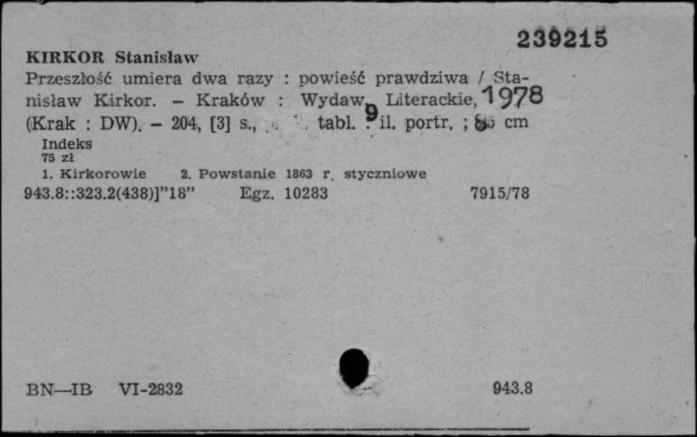 239215
KIRKOR Stanisław
Przeszłość umiera dwa razy : powieść prawdziwa / Sta-
nisław Kirkor. — Kraków : Wydaw. Literackie, 1978
(Krak : DW). — 204, [3] s., tabl. 9 : il. portr. ; cm
Indeks
75 zł
1. Kirkorowie 2. Powstanie 1863 r. styczniowe
943.8::323.2(438)]"18" Egz. 10283 7915/78
BN—IB VI-2832 943.8